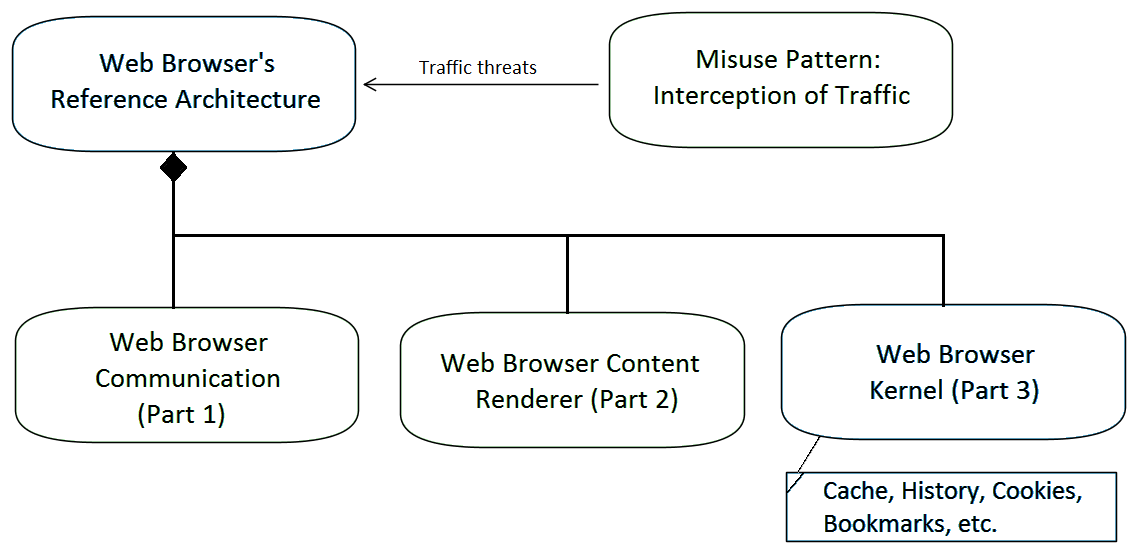 Web Browser's
Reference Architecture
Traffic threats
Misuse Pattern:
Interception of Traffic
Web Browser
Communication
(Part 1)
Web Browser Content
Renderer (Part 2)
Web Browser
Kernel (Part 3)
Cache, History, Cookies,
Bookmarks, etc.